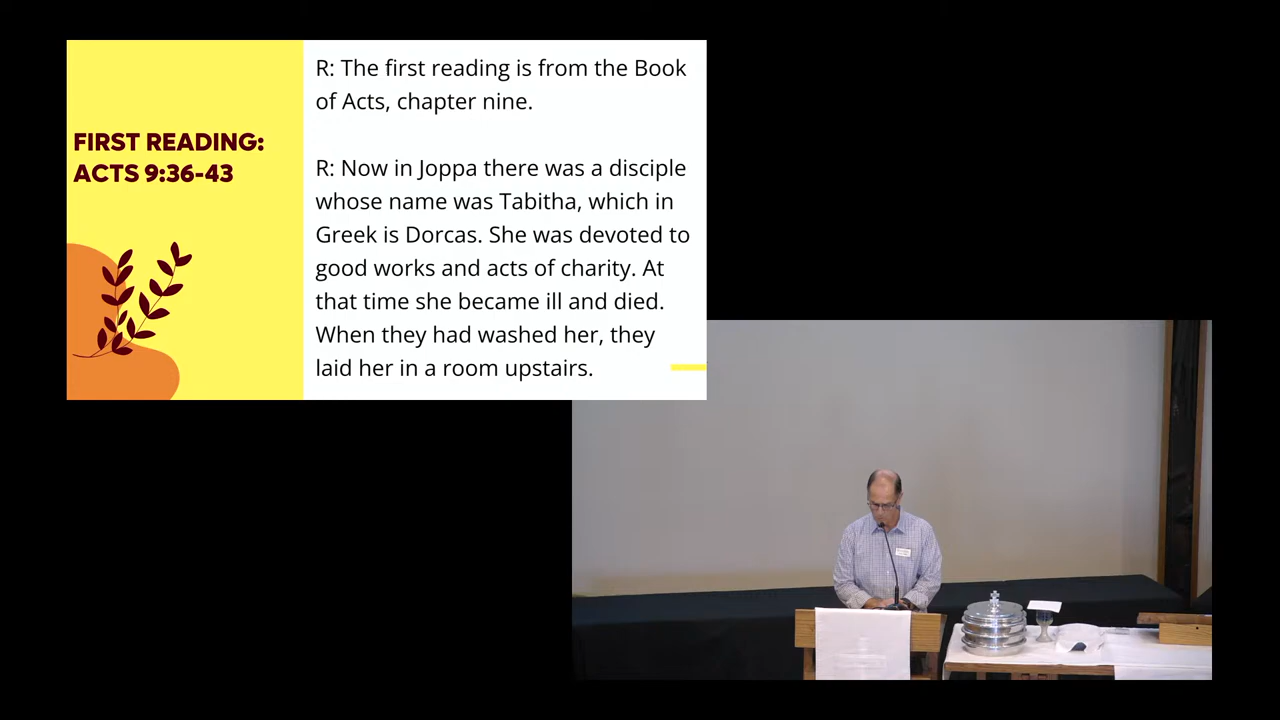 FIRST READING:
ACTS 9:36-43
R: The first reading is from the Book
of Acts, chapter nine.
R: Now in Joppa there was a disciple
whose name was Tabitha, which in
Greek is Dorcas. She was devoted to
good works and acts of charity. At
that time she became ill and died.
When they had washed her, they
laid her in a room upstairs.